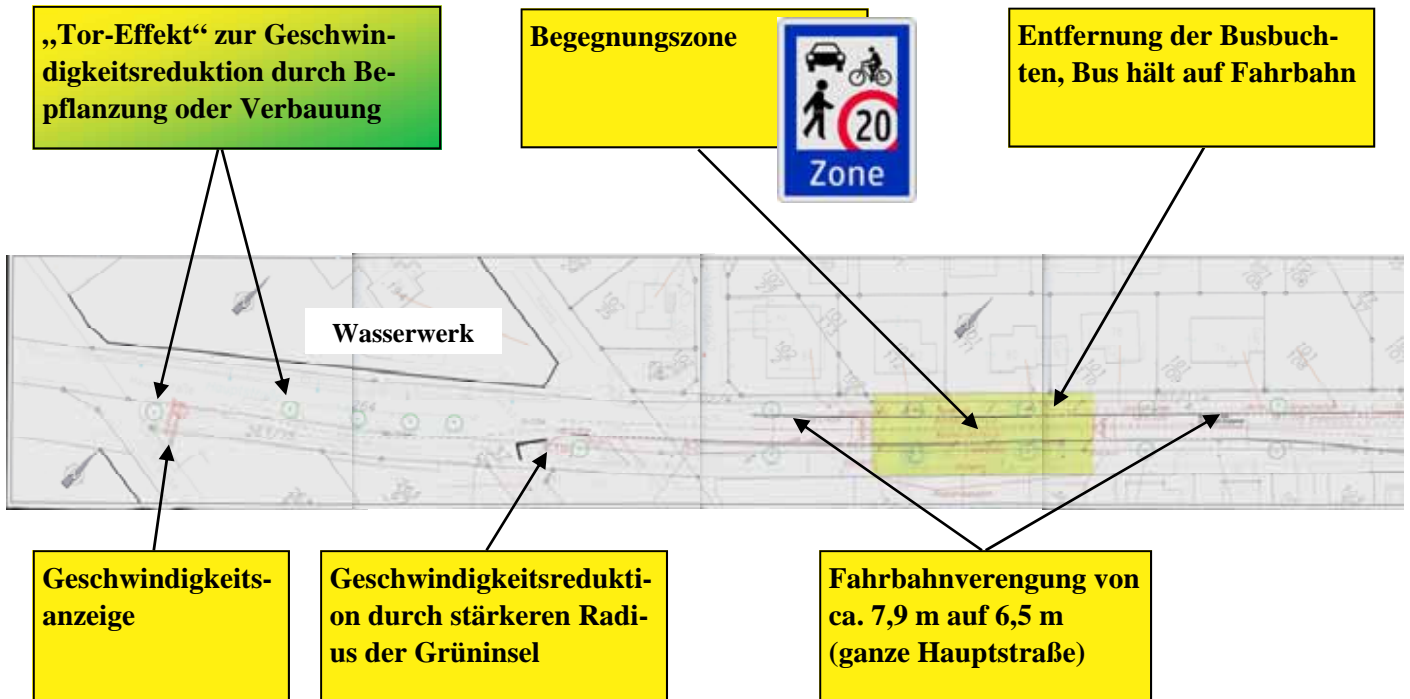 „Tor-Effekt“ zur Geschwin-
digkeitsreduktion durch Be-
pflanzung oder Verbauung
Begegnungszone
20
Zone
Entfernung der Busbuch-
ten, Bus hält auf Fahrbahn
Wasserwerk
Geschwindigkeits-
anzeige
Geschwindigkeitsredukti-
on durch stärkeren Radi-
us der Grüninsel
Fahrbahnverengung von
ca. 7,9 m auf 6,5 m
(ganze Hauptstraße)